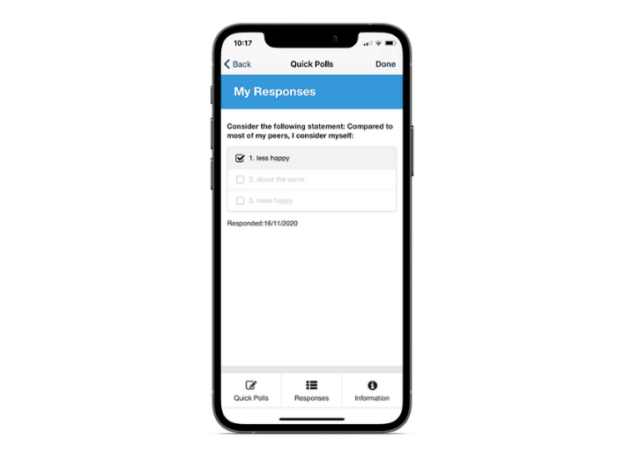 10:17
Back Quick Polls Done
My Responses
Consider the following statement: Compared to
most of my peers, I consider myself:
1. less happy
2. about the same
3. more happy
Responded:16/11/2020
Quick Polls Responses Information